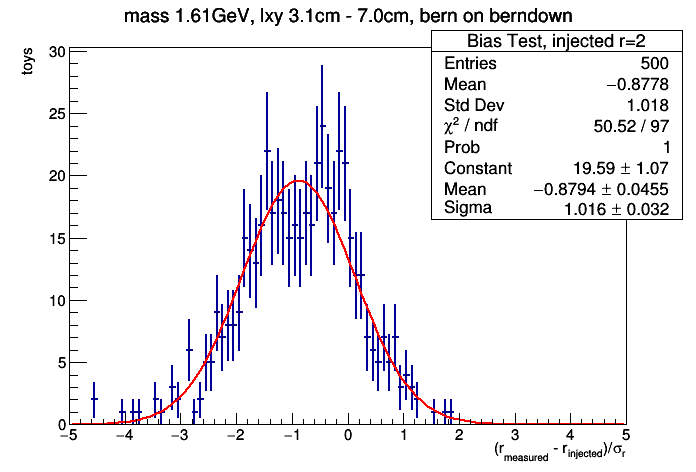 mass 1.61GeV, lxy 3.1cm - 7.0cm, bern on berndown
Bias Test, injected r=2
Entries 500
Mean −0.8778
Std Dev 1.018
χ² / ndf 50.52 / 97
Prob 1
Constant 19.59 ± 1.07
Mean −0.8794 ± 0.0455
Sigma 1.016 ± 0.032
toys
30
25
20
15
10
5
0
−5 −4 −3 −2 −1 0 1 2 3 4 5
(r_measured - r_injected)/σ_r